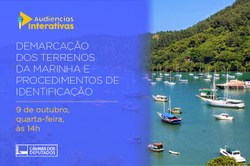 Audiências
Interativas
DEMARCAÇÃO
DOS TERRENOS
DA MARINHA E
PROCEDIMENTOS DE
IDENTIFICAÇÃO
9 de outubro,
quarta-feira,
às 14h
CÂMARA DOS
DEPUTADOS